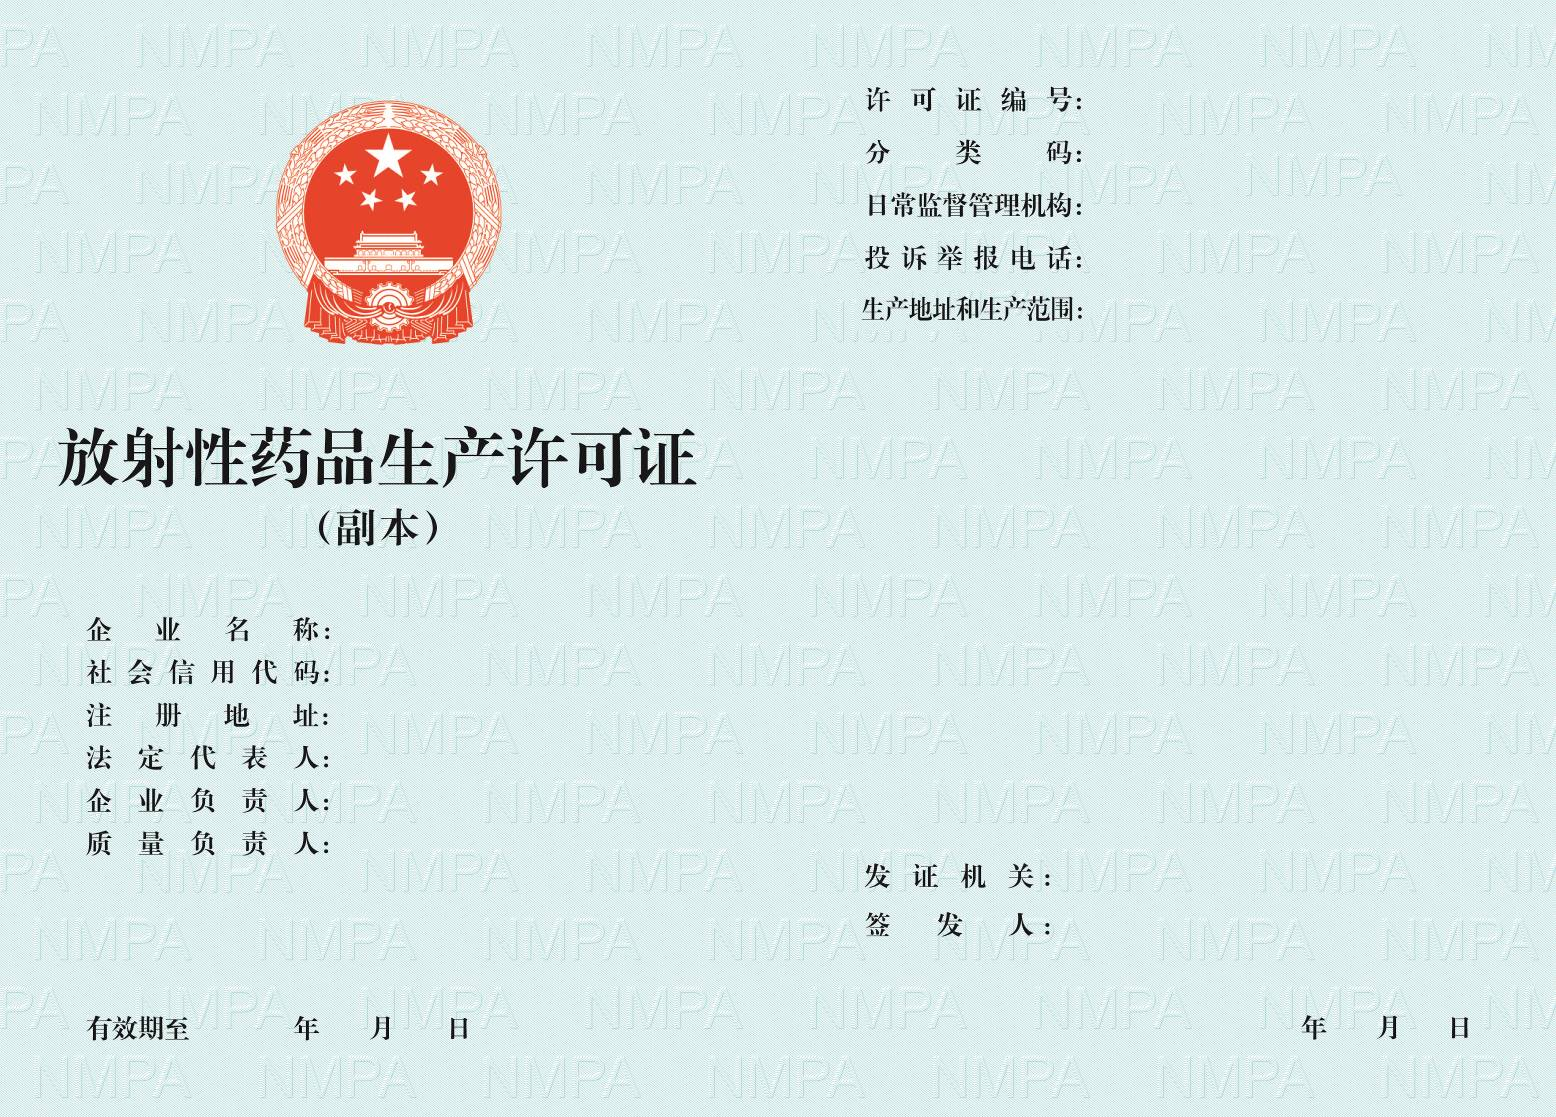 放射性药品生产许可证
（副本）
企业名称：
社会信用代码：
注册地址：
法定代表人：
企业负责人：
质量负责人：
有效期至 年 月 日
许可证编号：
分类码：
日常监督管理机构：
投诉举报电话：
生产地址和生产范围：
发证机关：
签发人：
年 月 日
NMPA